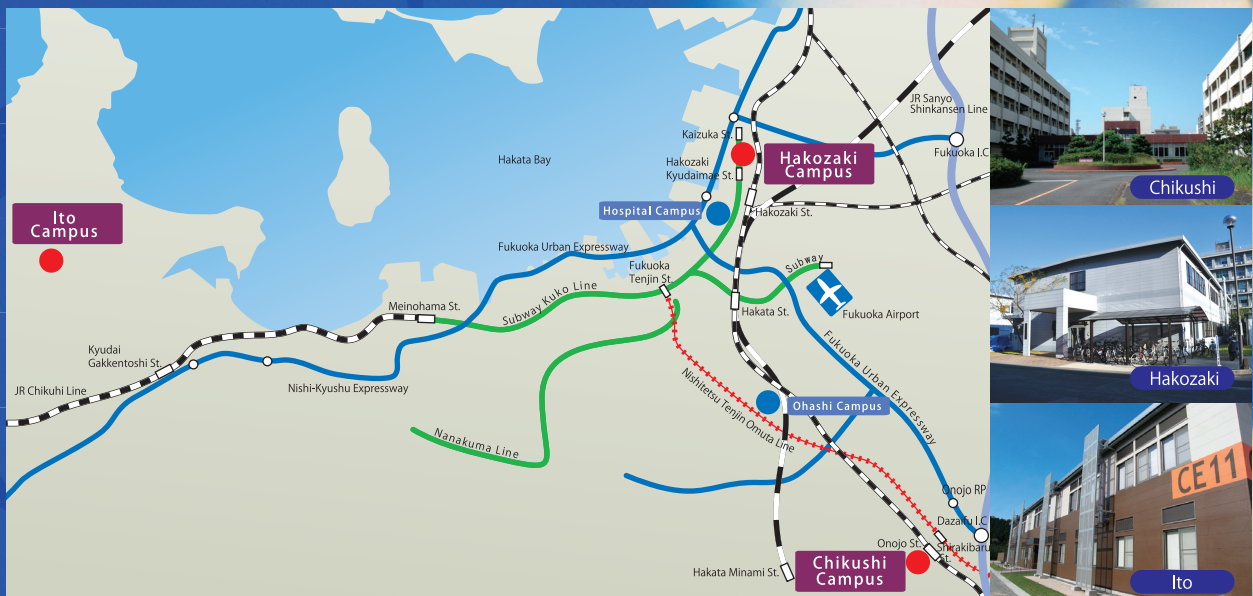 JR Sanyo
Shinkansen Line
Kaizuka St.
Fukuoka I.C
Hakozaki
Campus
Hakata Bay
Hakozaki
Kyudaimae St.
Chikushi
Ito
Campus
Hospital Campus
Hakozaki St.
Fukuoka Urban Expressway
Fukuoka
Tenjin St.
Subway
Subway Kuko Line
Meinohama St.
Hakata St.
Fukuoka Airport
Kyudai
Gakkentoshi St.
Fukuoka Urban Expressway
JR Chikuhi Line
Nishi-Kyushu Expressway
Nishitetsu Tenjin Omuta Line
Hakozaki
Ohashi Campus
Nanakuma Line
CE11
Onojo RP
Dazaifu I.C
Onojo St.
Shirakibaru
St.
Chikushi
Campus
Hakata Minami St.
Ito